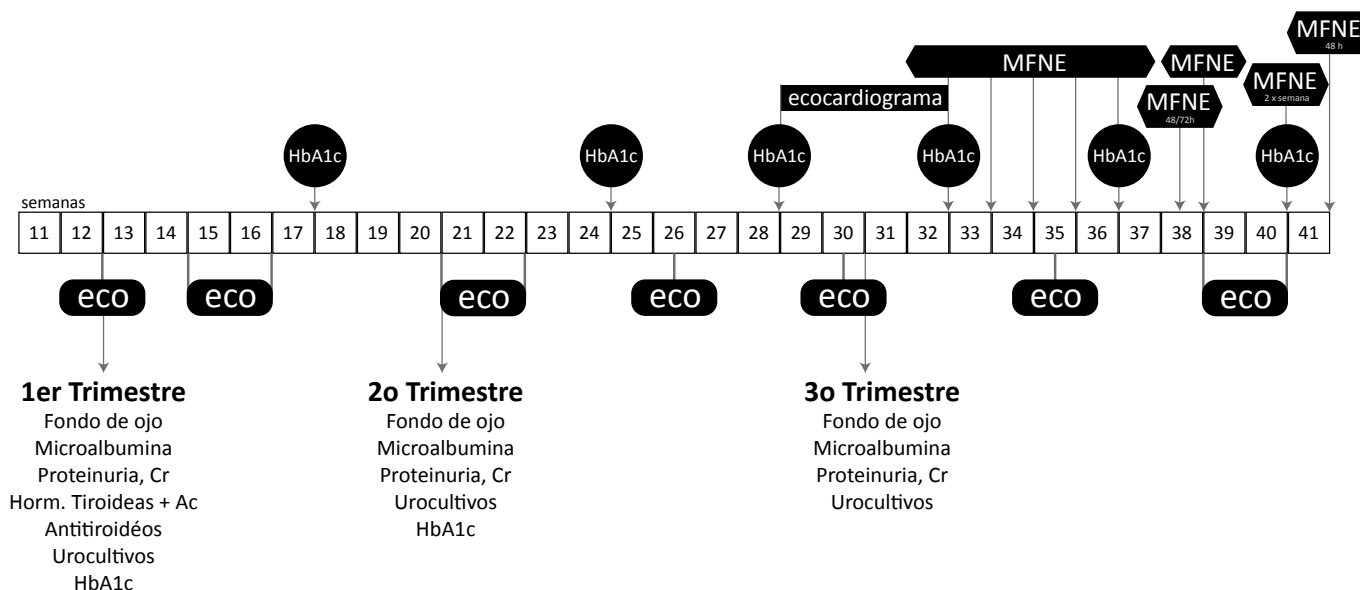 MFNE
48 h
MFNE
MFNE
MFNE
2 x semana
ecocardiograma
MFNE
48/72h
HbA1c
HbA1c
HbA1c
HbA1c
HbA1c
HbA1c
semanas
11 12 13 14 15 16 17 18 19 20 21 22 23 24 25 26 27 28 29 30 31 32 33 34 35 36 37 38 39 40 41
eco eco eco eco eco eco eco
1er Trimestre
Fondo de ojo
Microalbumina
Proteinuria, Cr
Horm. Tiroideas + Ac
Antitiroidéos
Urocultivos
HbA1c
2o Trimestre
Fondo de ojo
Microalbumina
Proteinuria, Cr
Urocultivos
HbA1c
3o Trimestre
Fondo de ojo
Microalbumina
Proteinuria, Cr
Urocultivos